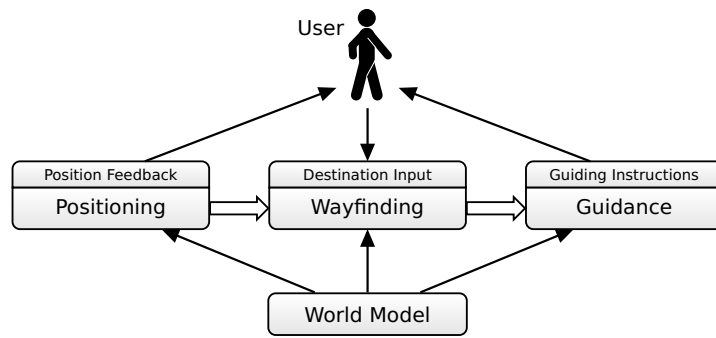 User
Position Feedback
Positioning
Destination Input
Wayfinding
Guiding Instructions
Guidance
World Model